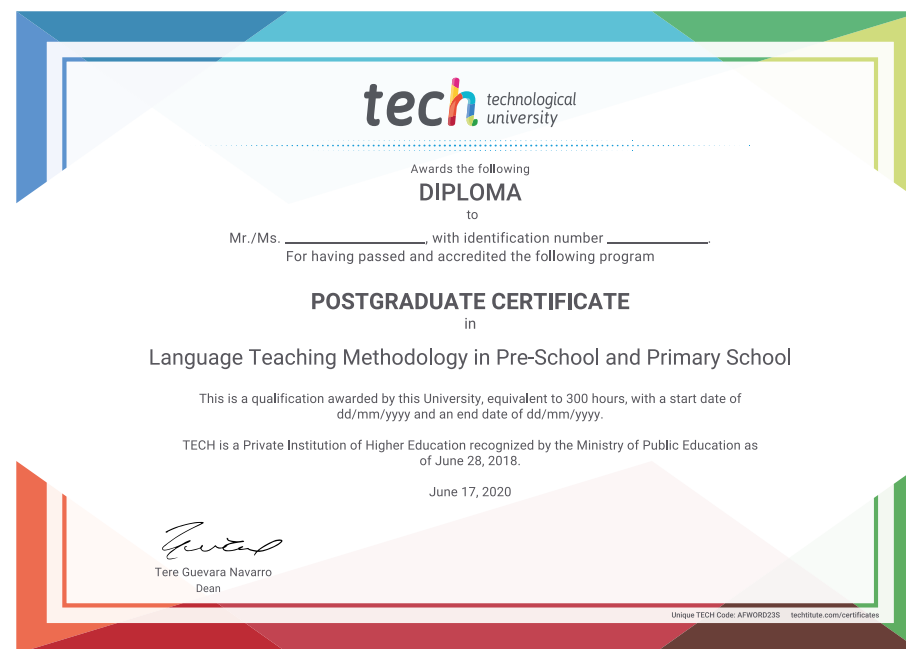 tech technological
university
Awards the following
DIPLOMA
to
Mr./Ms. ____________________, with identification number ______________.
For having passed and accredited the following program
POSTGRADUATE CERTIFICATE
in
Language Teaching Methodology in Pre-School and Primary School
This is a qualification awarded by this University, equivalent to 300 hours, with a start date of
dd/mm/yyyy and an end date of dd/mm/yyyy.
TECH is a Private Institution of Higher Education recognized by the Ministry of Public Education as
of June 28, 2018.
June 17, 2020
Tere Guevara Navarro
Dean
Unique TECH Code: AFWORD23S techtitute.com/certificates